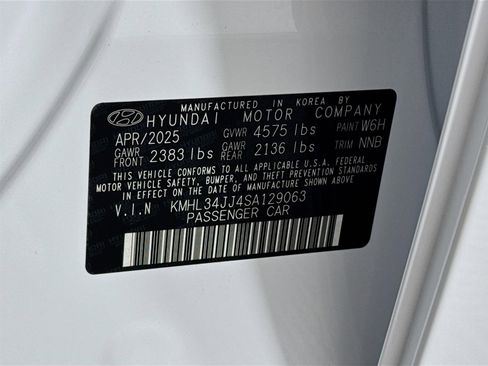 MANUFACTURED IN KOREA BY
HYUNDAI MOTOR COMPANY
APR/2025 GVWR 4575 lbs PAINT W6H
GAWR FRONT 2383 lbs GAWR REAR 2136 lbs TRIM NNB
THIS VEHICLE CONFORMS TO ALL APPLICABLE U.S.A. FEDERAL
MOTOR VEHICLE SAFETY, BUMPER, AND THEFT PREVENTION STANDARDS
IN EFFECT ON THE DATE OF MANUFACTURE SHOWN ABOVE.
V.I.N KMHL34JJ4SA129063
PASSENGER CAR